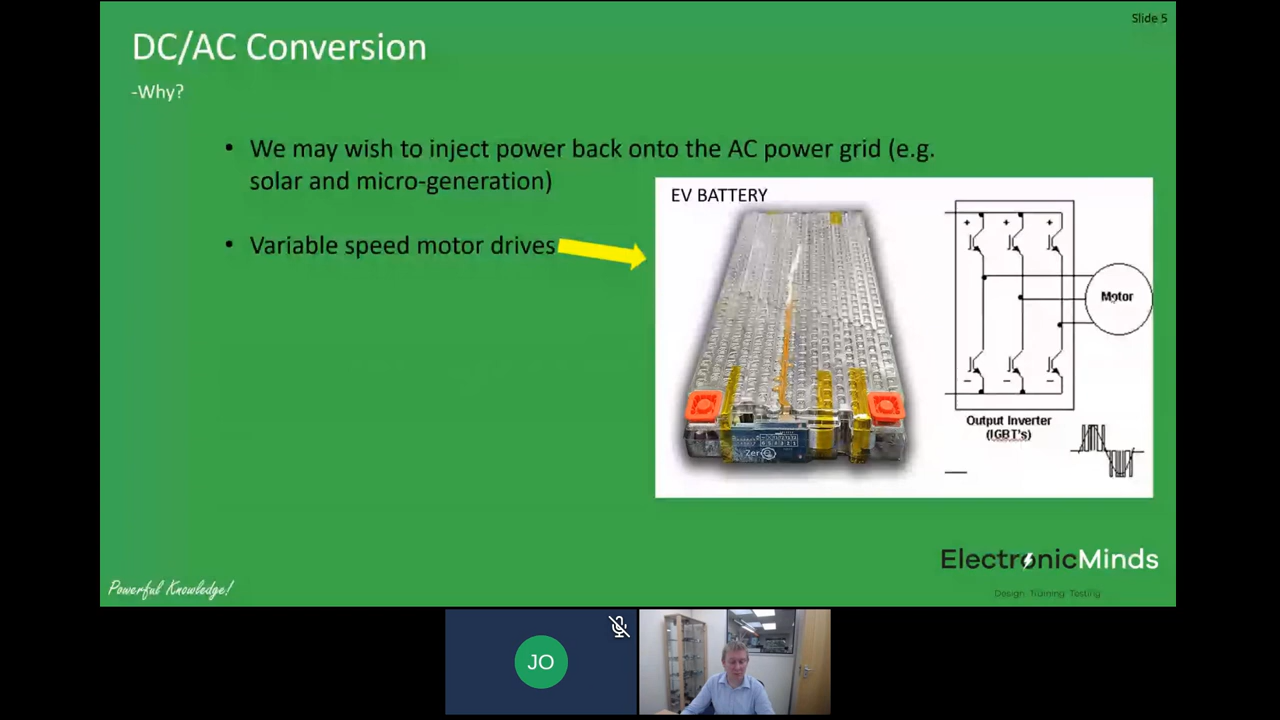 Slide 5
DC/AC Conversion
-Why?
• We may wish to inject power back onto the AC power grid (e.g.
solar and micro-generation)
• Variable speed motor drives
EV BATTERY
+ + +
Motor
- - -
Output Inverter
(IGBT's)
Zer
ElectronicMinds
Design Training Testing
Powerful Knowledge!
JO